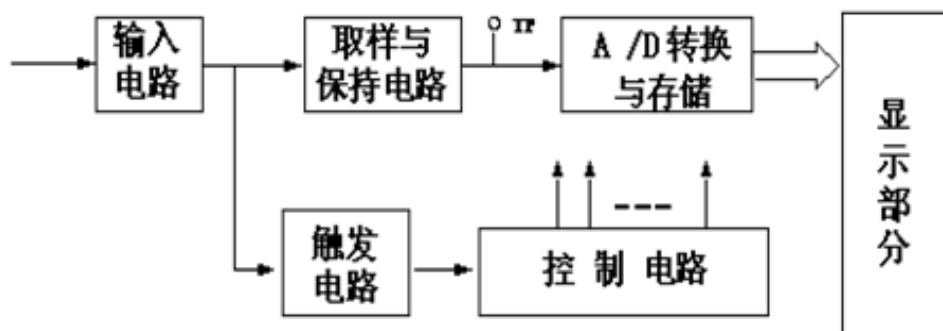 输入
电路
取样与
保持电路
TP
A /D转换
与存储
显
示
部
分
触发
电路
控 制 电路